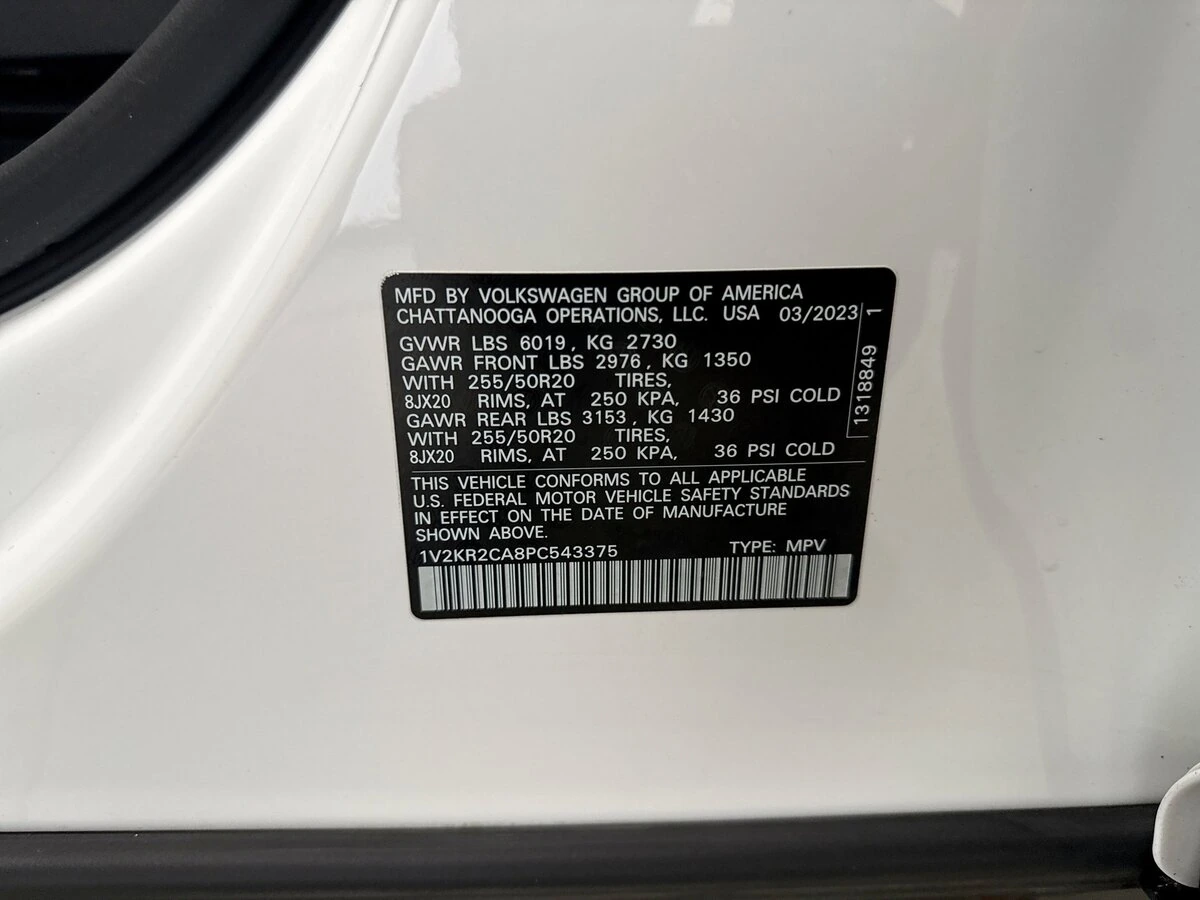 MFD BY VOLKSWAGEN GROUP OF AMERICA
CHATTANOOGA OPERATIONS, LLC. USA 03/2023
GVWR LBS 6019, KG 2730
GAWR FRONT LBS 2976, KG 1350
WITH 255/50R20 TIRES,
8JX20 RIMS, AT 250 KPA, 36 PSI COLD
GAWR REAR LBS 3153, KG 1430
WITH 255/50R20 TIRES,
8JX20 RIMS, AT 250 KPA, 36 PSI COLD
1318849 1
THIS VEHICLE CONFORMS TO ALL APPLICABLE
U.S. FEDERAL MOTOR VEHICLE SAFETY STANDARDS
IN EFFECT ON THE DATE OF MANUFACTURE
SHOWN ABOVE.
1V2KR2CA8PC543375 TYPE: MPV